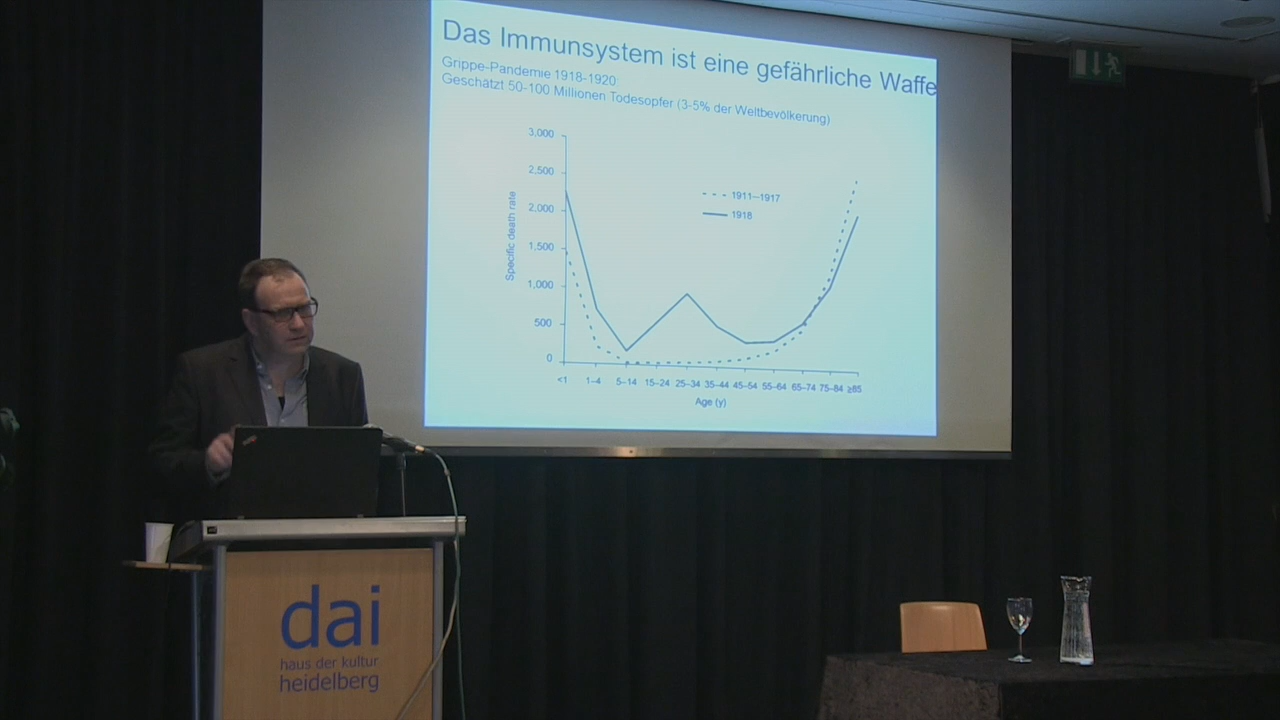 Das Immunsystem ist eine gefährliche Waffe
Grippe-Pandemie 1918-1920:
Geschätzt 50-100 Millionen Todesopfer (3-5% der Weltbevölkerung)
3,000
2,500
2,000
1,500
1,000
500
0
Specific death rate
1911–1917
1918
<1 1–4 5–14 15–24 25–34 35–44 45–54 55–64 65–74 75–84 ≥85
Age (y)
dai
haus der kultur
heidelberg